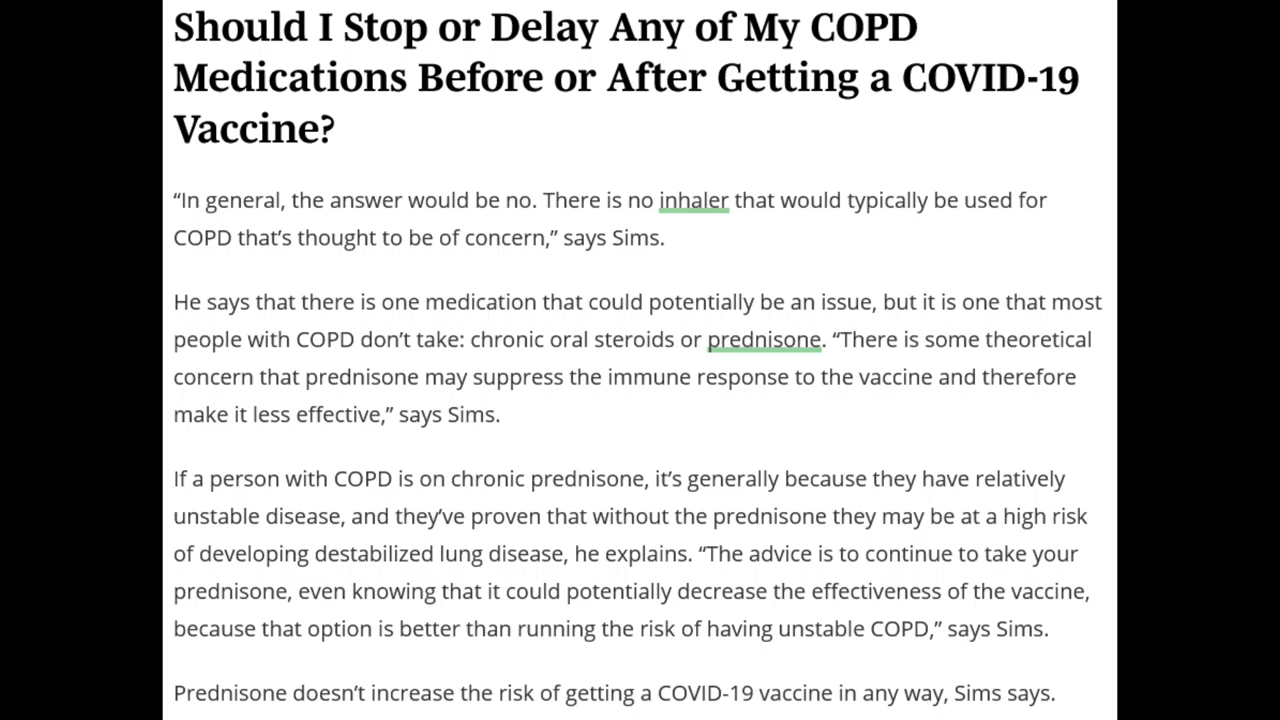 Should I Stop or Delay Any of My COPD
Medications Before or After Getting a COVID-19
Vaccine?
“In general, the answer would be no. There is no inhaler that would typically be used for
COPD that’s thought to be of concern,” says Sims.
He says that there is one medication that could potentially be an issue, but it is one that most
people with COPD don’t take: chronic oral steroids or prednisone. “There is some theoretical
concern that prednisone may suppress the immune response to the vaccine and therefore
make it less effective,” says Sims.
If a person with COPD is on chronic prednisone, it’s generally because they have relatively
unstable disease, and they’ve proven that without the prednisone they may be at a high risk
of developing destabilized lung disease, he explains. “The advice is to continue to take your
prednisone, even knowing that it could potentially decrease the effectiveness of the vaccine,
because that option is better than running the risk of having unstable COPD,” says Sims.
Prednisone doesn’t increase the risk of getting a COVID-19 vaccine in any way, Sims says.